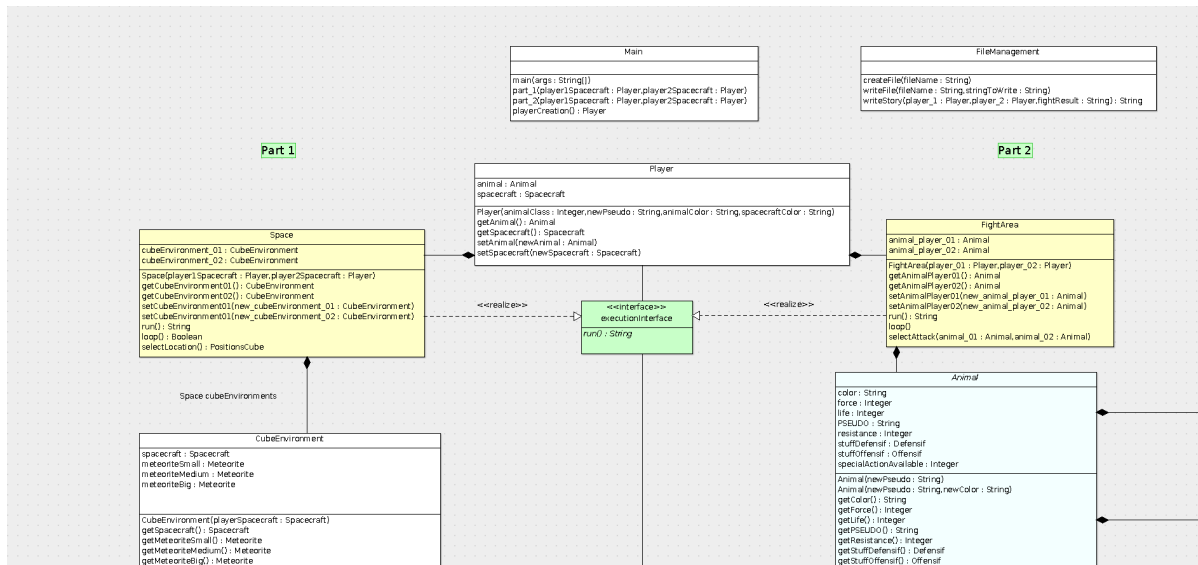 Main
main(args : String[])
part_1(player1Spacecraft : Player,player2Spacecraft : Player)
part_2(player1Spacecraft : Player,player2Spacecraft : Player)
playerCreation() : Player
FileManagement
createFile(fileName : String)
writeFile(fileName : String,stringToWrite : String)
writeStory(player_1 : Player,player_2 : Player,fightResult : String) : String
Part 1
Part 2
Player
animal : Animal
spacecraft : Spacecraft
Player(animalClass : Integer,newPseudo : String,animalColor : String,spacecraftColor : String)
getAnimal() : Animal
getSpacecraft() : Spacecraft
setAnimal(newAnimal : Animal)
setSpacecraft(newSpacecraft : Spacecraft)
Space
cubeEnvironment_01 : CubeEnvironment
cubeEnvironment_02 : CubeEnvironment
Space(player1Spacecraft : Player,player2Spacecraft : Player)
getCubeEnvironment01() : CubeEnvironment
getCubeEnvironment02() : CubeEnvironment
setCubeEnvironment01(new_cubeEnvironment_01 : CubeEnvironment)
setCubeEnvironment01(new_cubeEnvironment_02 : CubeEnvironment)
run() : String
loop() : Boolean
selectLocation() : PositionsCube
FightArea
animal_player_01 : Animal
animal_player_02 : Animal
FightArea(player_01 : Player,player_02 : Player)
getAnimalPlayer01() : Animal
getAnimalPlayer02() : Animal
setAnimalPlayer01(new_animal_player_01 : Animal)
setAnimalPlayer02(new_animal_player_02 : Animal)
run() : String
loop()
selectAttack(animal_01 : Animal,animal_02 : Animal)
<<realize>>
<<realize>>
<<interface>>
executionInterface
run() : String
Space cubeEnvironments
CubeEnvironment
spacecraft : Spacecraft
meteoriteSmall : Meteorite
meteoriteMedium : Meteorite
meteoriteBig : Meteorite
CubeEnvironment(playerSpacecraft : Spacecraft)
getSpacecraft() : Spacecraft
getMeteoriteSmall() : Meteorite
getMeteoriteMedium() : Meteorite
getMeteoriteBig() : Meteorite
Animal
color : String
force : Integer
life : Integer
PSEUDO : String
resistance : Integer
stuffDefensif : Defensif
stuffOffensif : Offensif
specialActionAvailable : Integer
Animal(newPseudo : String)
Animal(newPseudo : String,newColor : String)
getColor() : String
getForce() : Integer
getLife() : Integer
getPSEUDO() : String
getResistance() : Integer
getStuffDefensif() : Defensif
getStuffOffensif() : Offensif